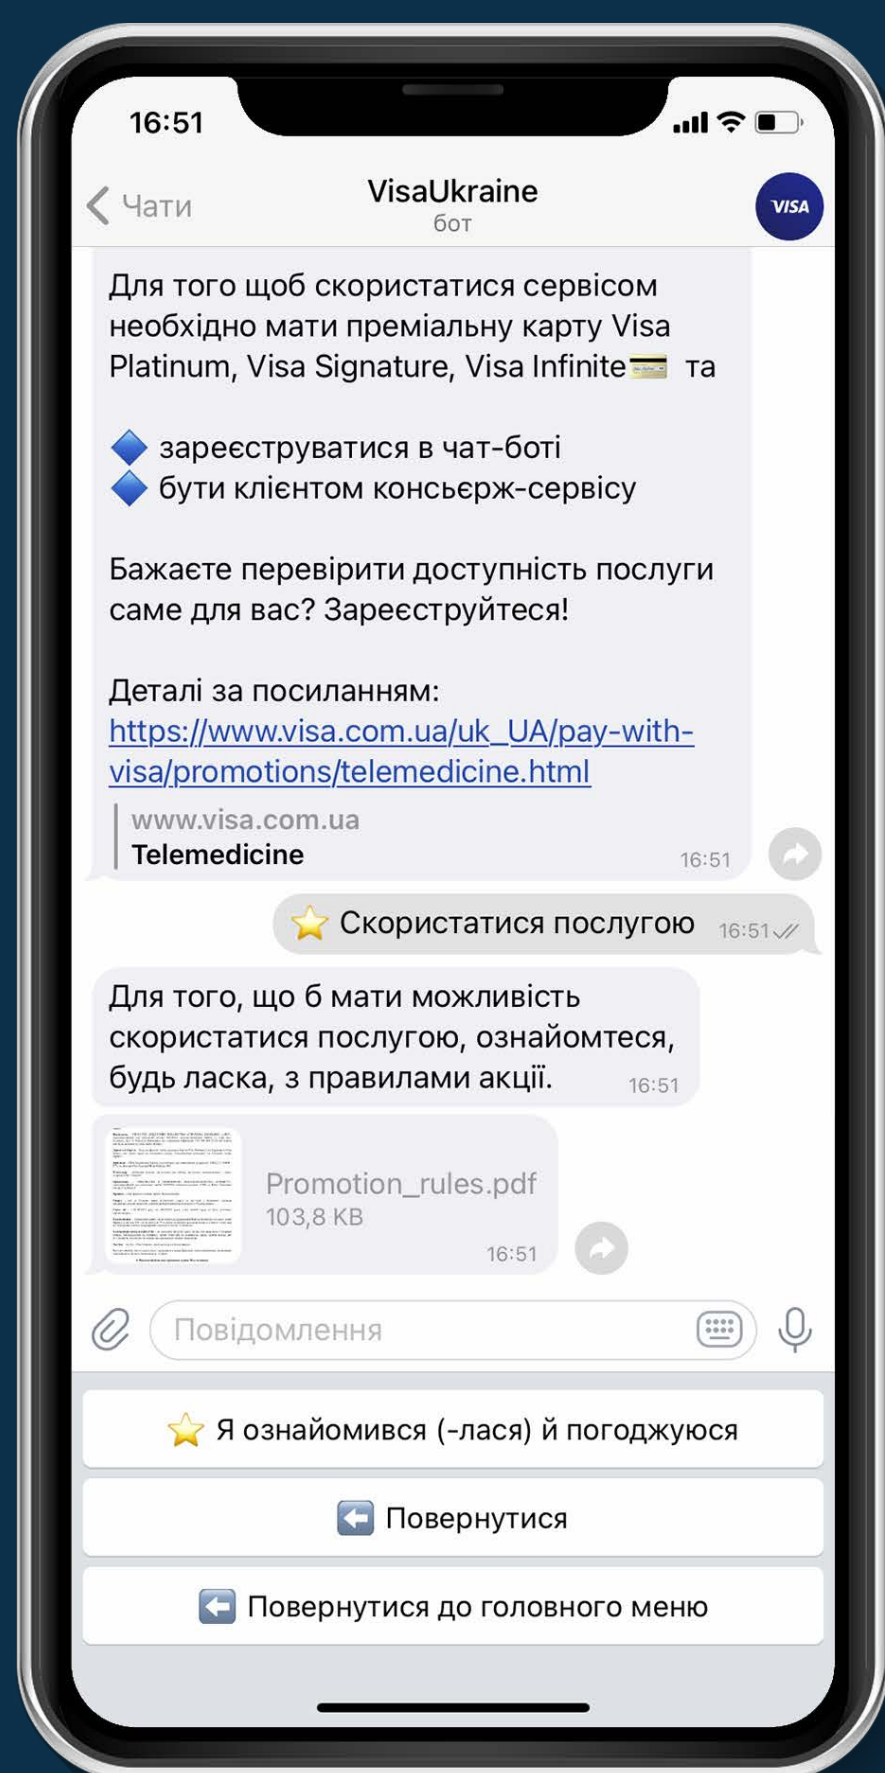 16:51
Чати
VisaUkraine
бот
VISA
Для того щоб скористатися сервісом
необхідно мати преміальну карту Visa
Platinum, Visa Signature, Visa Infinite та
зареєструватися в чат-боті
бути клієнтом консьєрж-сервісу
Бажаєте перевірити доступність послуги
саме для вас? Зареєструйтеся!
Деталі за посиланням:
https://www.visa.com.ua/uk_UA/pay-with-
visa/promotions/telemedicine.html
www.visa.com.ua
Telemedicine
16:51
Скористатися послугою 16:51
Для того, що б мати можливість
скористатися послугою, ознайомтеся,
будь ласка, з правилами акції. 16:51
Promotion_rules.pdf
103,8 KB
16:51
Повідомлення
Я ознайомився (-лася) й погоджуюся
Повернутися
Повернутися до головного меню